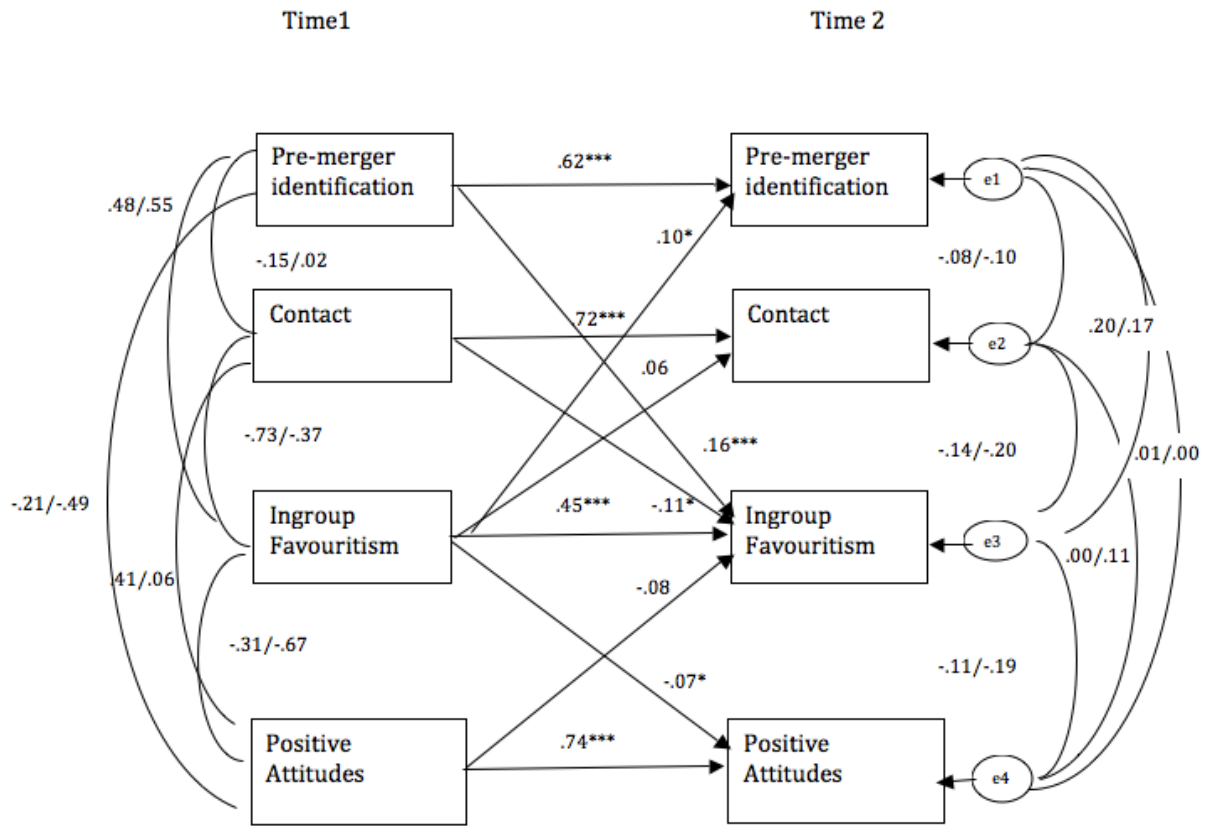 Time1
Time 2
Pre-merger
identification
.62***
Pre-merger
identification
e1
.48/.55
.10*
-.15/.02
-.08/-.10
Contact
.72***
Contact
e2
.20/.17
.06
-.73/-.37
.16***
-.14/-.20
.01/.00
-.21/-.49
Ingroup
Favouritism
.45***
-.11*
Ingroup
Favouritism
e3
.00/.11
.41/.06
-.08
-.31/-.67
-.07*
-.11/-.19
Positive
Attitudes
.74***
Positive
Attitudes
e4